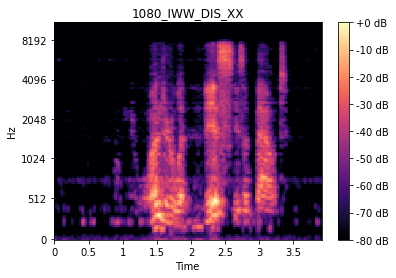 1080_IWW_DIS_XX
Hz
8192
4096
2048
1024
512
0
0 0.5 1 1.5 2 2.5 3 3.5
Time
+0 dB
-10 dB
-20 dB
-30 dB
-40 dB
-50 dB
-60 dB
-70 dB
-80 dB